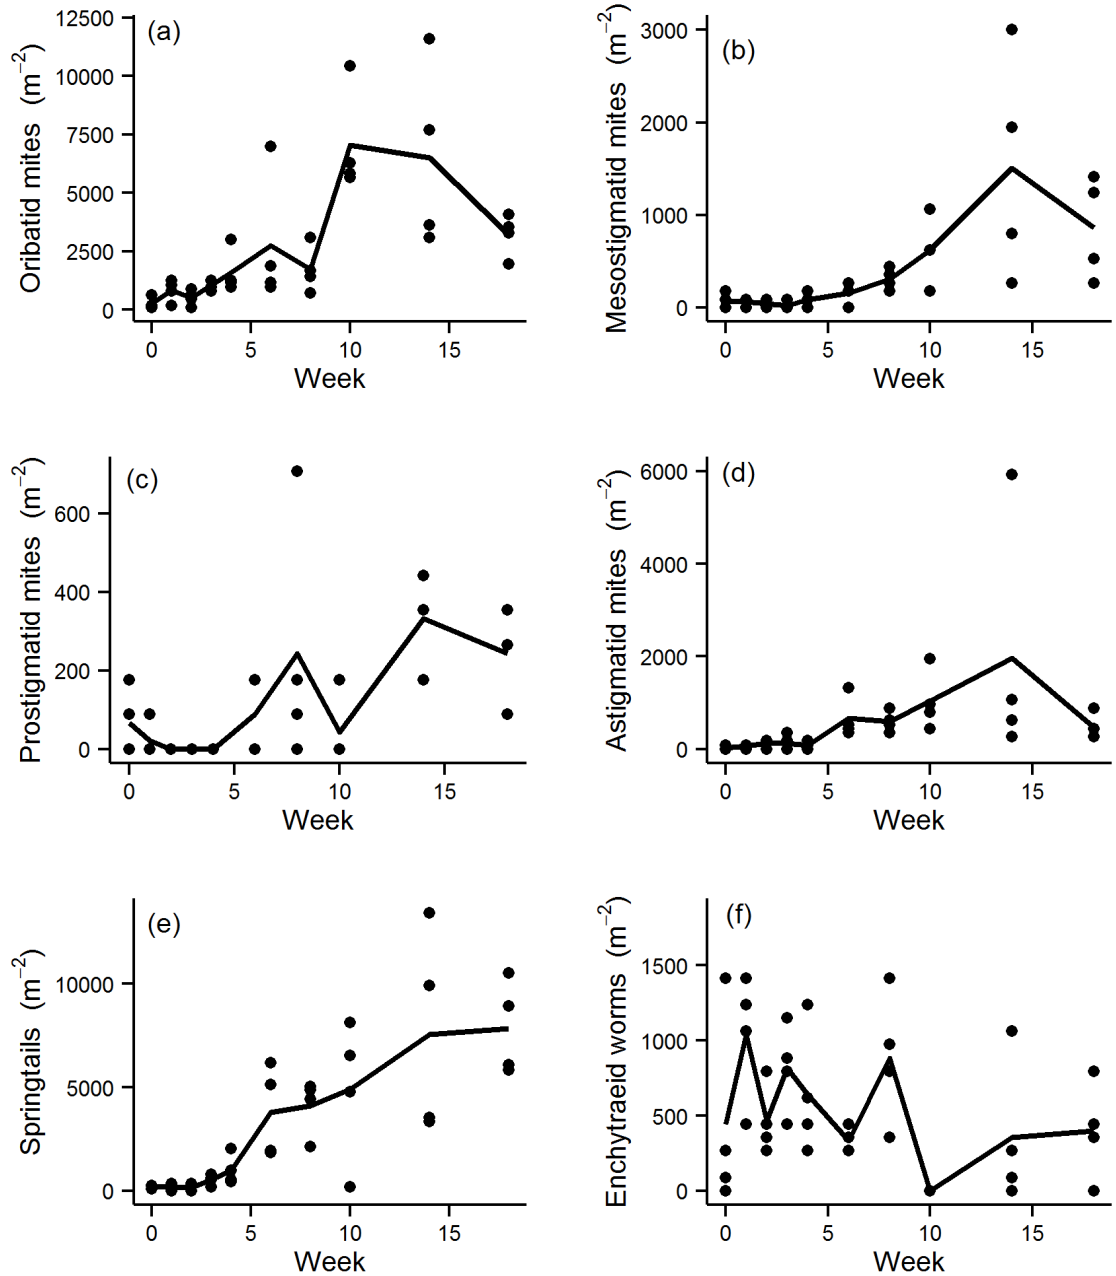 (a)
Oribatid mites (m⁻²)
12500
10000
7500
5000
2500
0
0 5 10 15
Week
(b)
Mesostigmatid mites (m⁻²)
3000
2000
1000
0
0 5 10 15
Week
(c)
Prostigmatid mites (m⁻²)
600
400
200
0
0 5 10 15
Week
(d)
Astigmatid mites (m⁻²)
6000
4000
2000
0
0 5 10 15
Week
(e)
Springtails (m⁻²)
10000
5000
0
0 5 10 15
Week
(f)
Enchytraeid worms (m⁻²)
1500
1000
500
0
0 5 10 15
Week